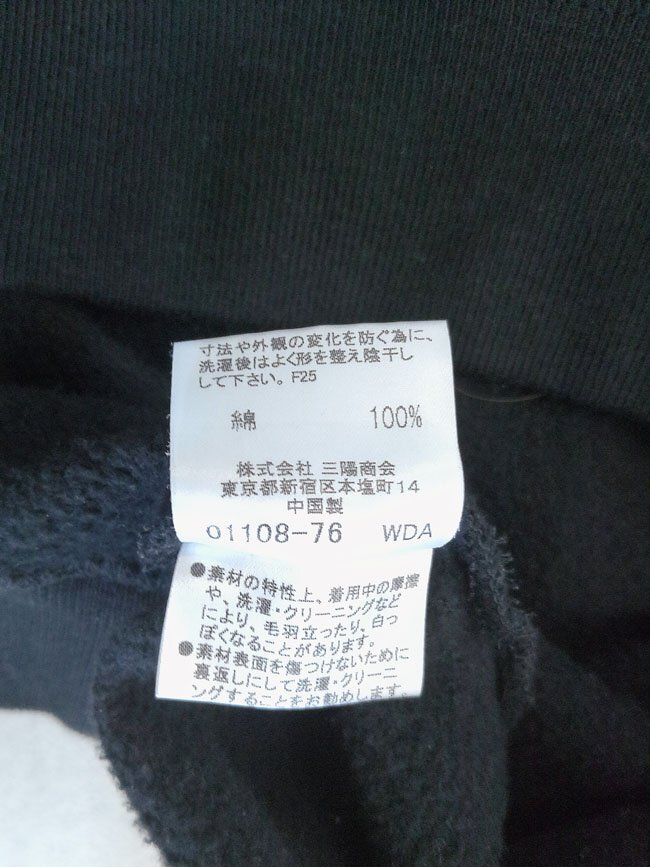 寸法や外観の変化を防ぐ為に、
洗濯後はよく形を整え陰干し
して下さい。F25
綿 100%
株式会社 三陽商会
東京都新宿区本塩町14
中国製
01108-76 WDA
●素材の特性上、着用中の摩擦
や、洗濯・クリーニングなど
により、毛羽立ったり、白っ
ぽくなることがあります。
●素材表面を傷つけないために
裏返しにして洗濯・クリーニ
ングすることをお勧めします